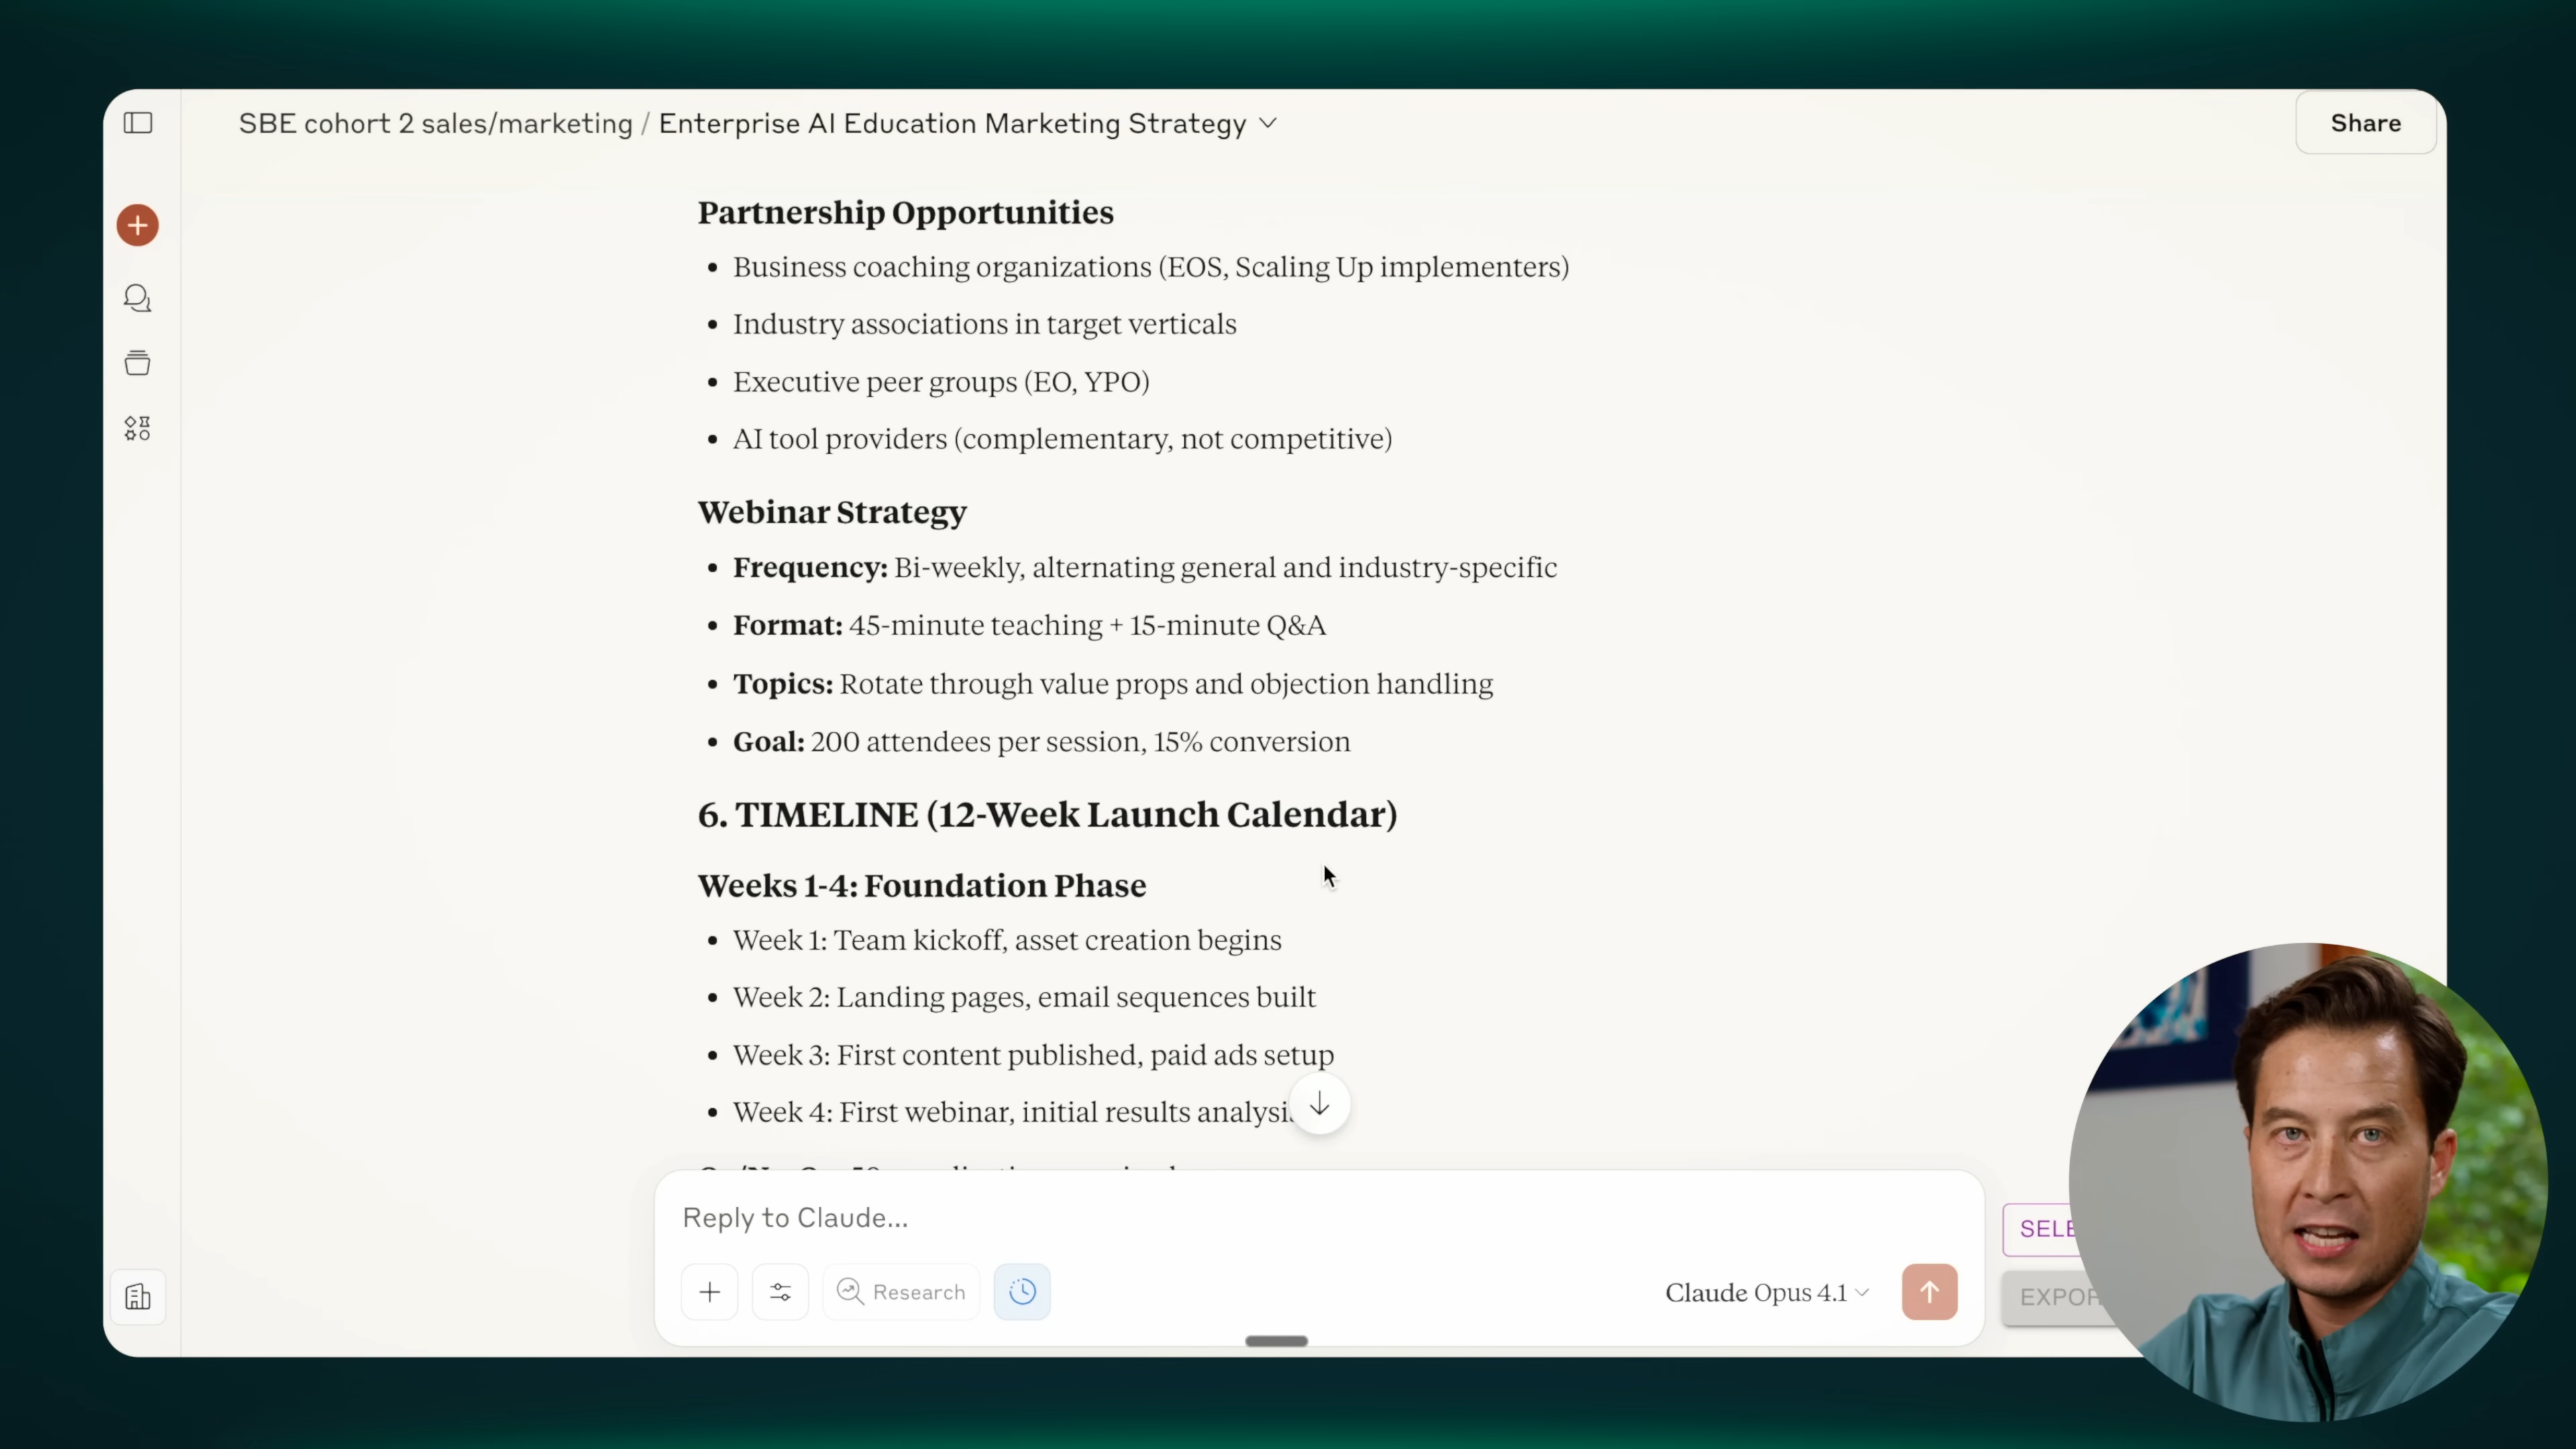 SBE cohort 2 sales/marketing / Enterprise AI Education Marketing Strategy
Share
Partnership Opportunities
• Business coaching organizations (EOS, Scaling Up implementers)
• Industry associations in target verticals
• Executive peer groups (EO, YPO)
• AI tool providers (complementary, not competitive)
Webinar Strategy
• Frequency: Bi-weekly, alternating general and industry-specific
• Format: 45-minute teaching + 15-minute Q&A
• Topics: Rotate through value props and objection handling
• Goal: 200 attendees per session, 15% conversion
6. TIMELINE (12-Week Launch Calendar)
Weeks 1-4: Foundation Phase
• Week 1: Team kickoff, asset creation begins
• Week 2: Landing pages, email sequences built
• Week 3: First content published, paid ads setup
• Week 4: First webinar, initial results analysis
Reply to Claude...
Research
Claude Opus 4.1
SELE
EXPOR